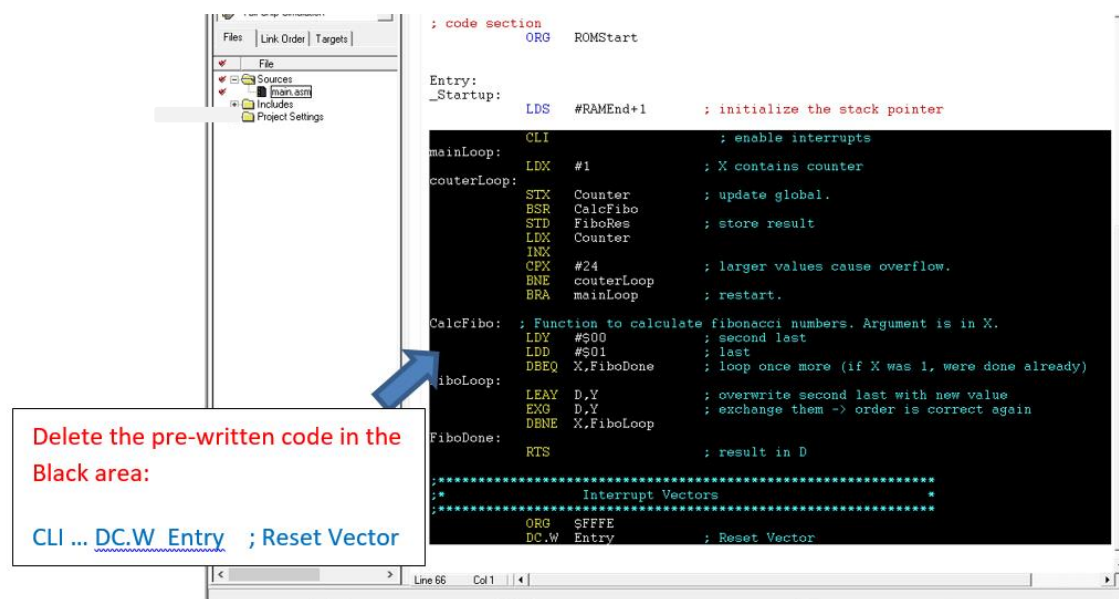 Files Link Order Targets
File
Sources
main.asm
Includes
Project Settings
; code section
ORG ROMStart
Entry:
_Startup:
LDS #RAMEnd+1 ; initialize the stack pointer
CLI ; enable interrupts
mainLoop:
LDX #1 ; X contains counter
couterLoop:
STX Counter ; update global.
BSR CalcFibo
STD FiboRes ; store result
LDX Counter
INX
CPX #24 ; larger values cause overflow.
BNE couterLoop
BRA mainLoop ; restart.
CalcFibo: ; Function to calculate fibonacci numbers. Argument is in X.
LDY #$00 ; second last
LDD #$01 ; last
DBEQ X,FiboDone ; loop once more (if X was 1, were done already)
iboLoop:
LEAY D,Y ; overwrite second last with new value
EXG D,Y ; exchange them -> order is correct again
DBNE X,FiboLoop
FiboDone:
RTS ; result in D
;**************************************************************
;* Interrupt Vectors *
;**************************************************************
ORG $FFFE
DC.W Entry ; Reset Vector
Delete the pre-written code in the
Black area:
CLI ... DC.W Entry ; Reset Vector
Line 66 Col 1